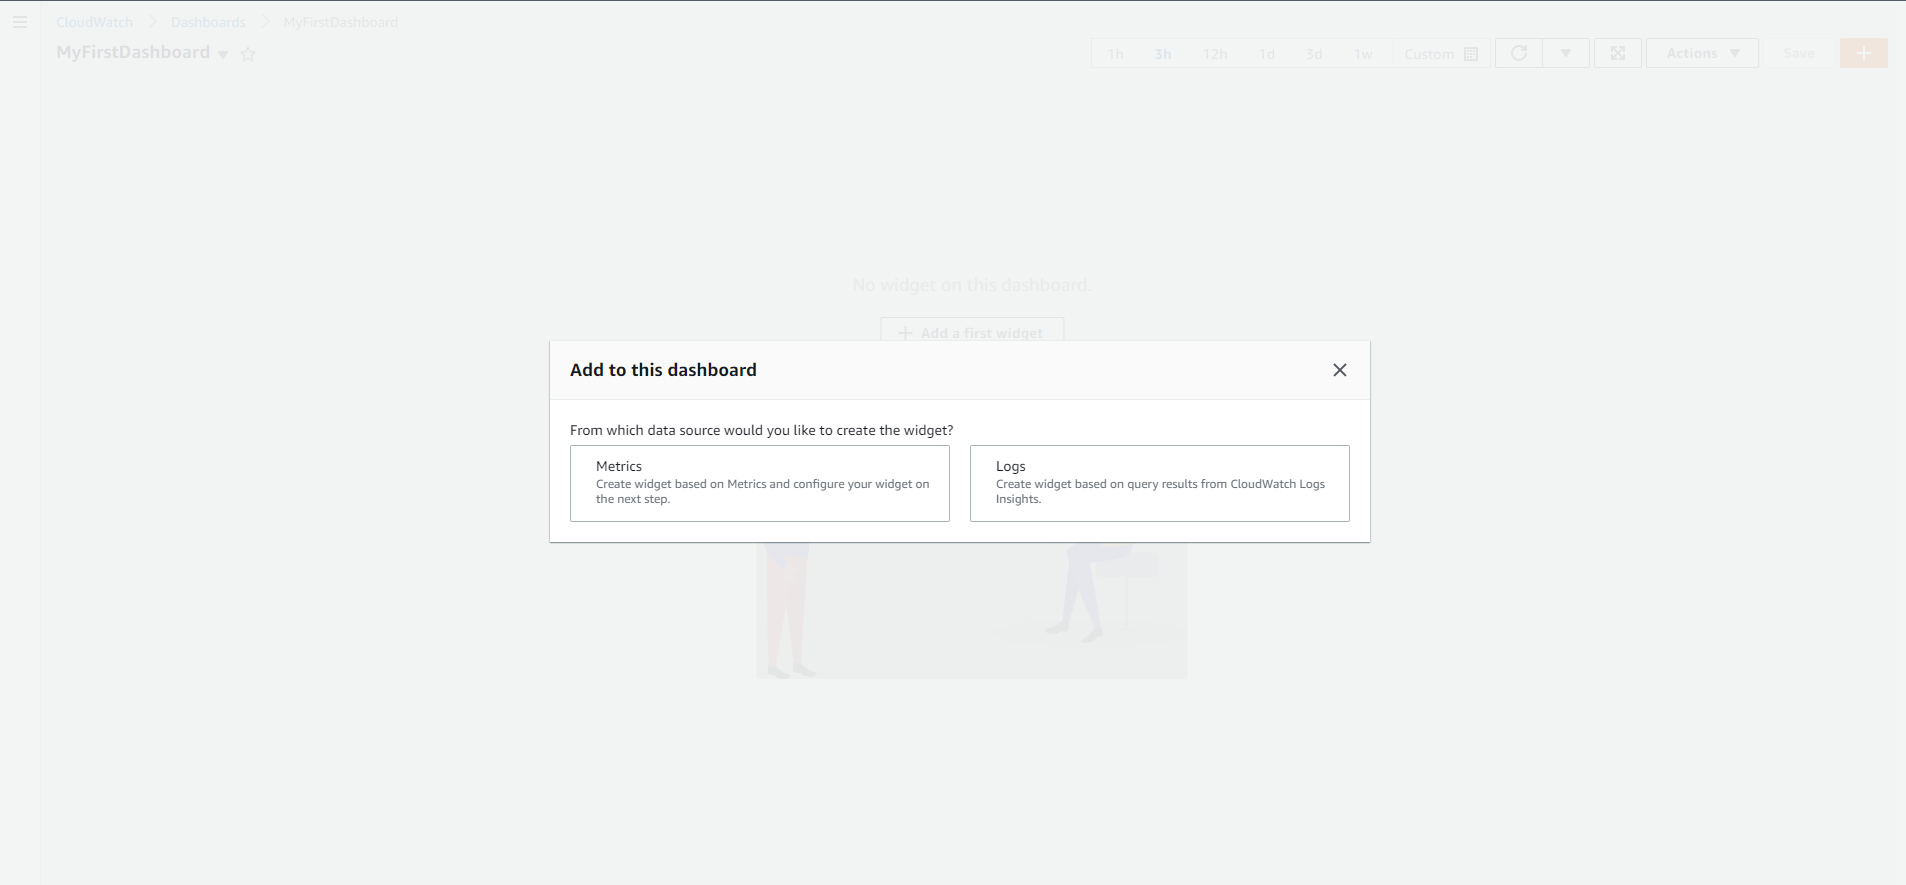 CloudWatch Dashboards MyFirstDashboard
MyFirstDashboard
1h 3h 12h 1d 3d 1w Custom Actions Save
No widget on this dashboard.
Add a first widget
Add to this dashboard
From which data source would you like to create the widget?
Metrics
Create widget based on Metrics and configure your widget on
the next step.
Logs
Create widget based on query results from CloudWatch Logs
Insights.